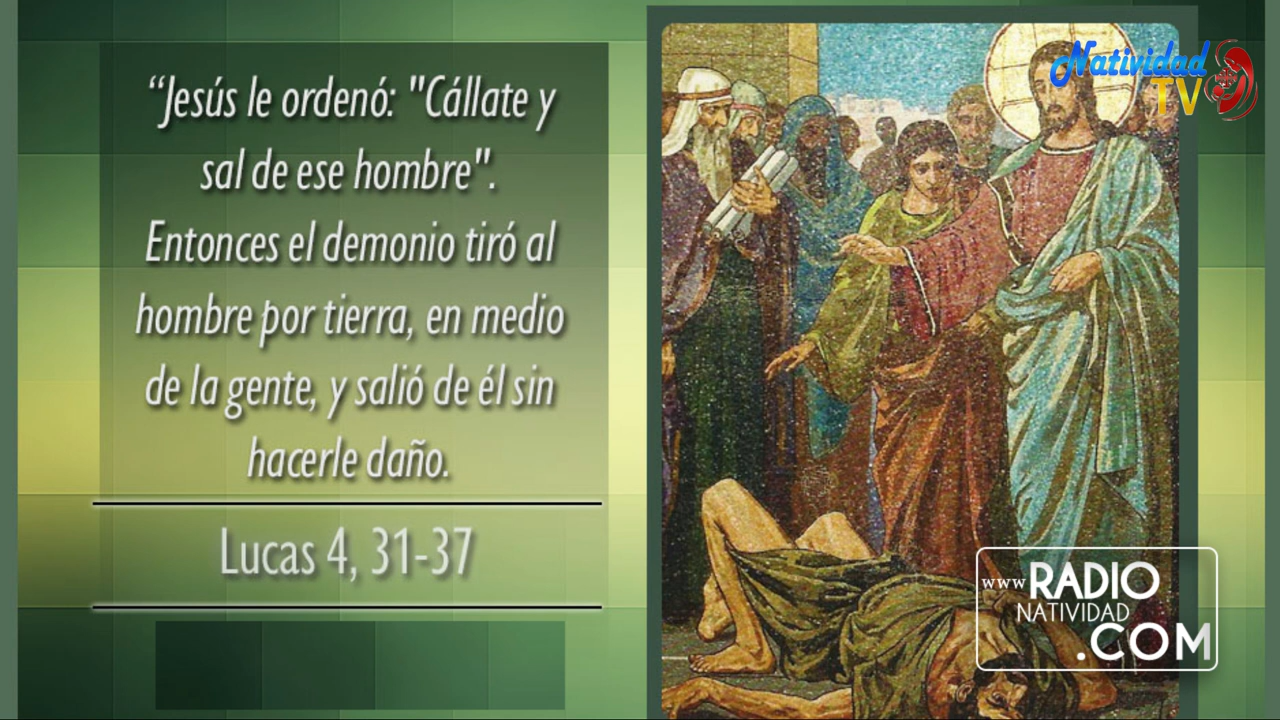 “Jesús le ordenó: "Cállate y
sal de ese hombre".
Entonces el demonio tiró al
hombre por tierra, en medio
de la gente, y salió de él sin
hacerle daño.
Lucas 4, 31-37
Natividad
TV
www RADIO
NATIVIDAD
.COM